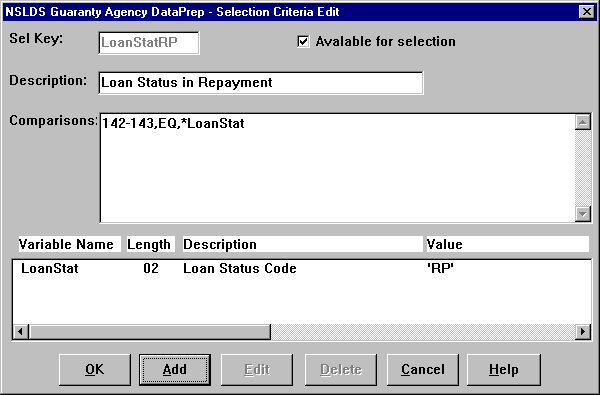 NSLDS Guaranty Agency DataPrep - Selection Criteria Edit
Sel Key: LoanStatRP Avalable for selection
Description: Loan Status in Repayment
Comparisons: 142-143,EQ,*LoanStat
Variable Name Length Description Value
LoanStat 02 Loan Status Code 'RP'
OK Add Edit Delete Cancel Help